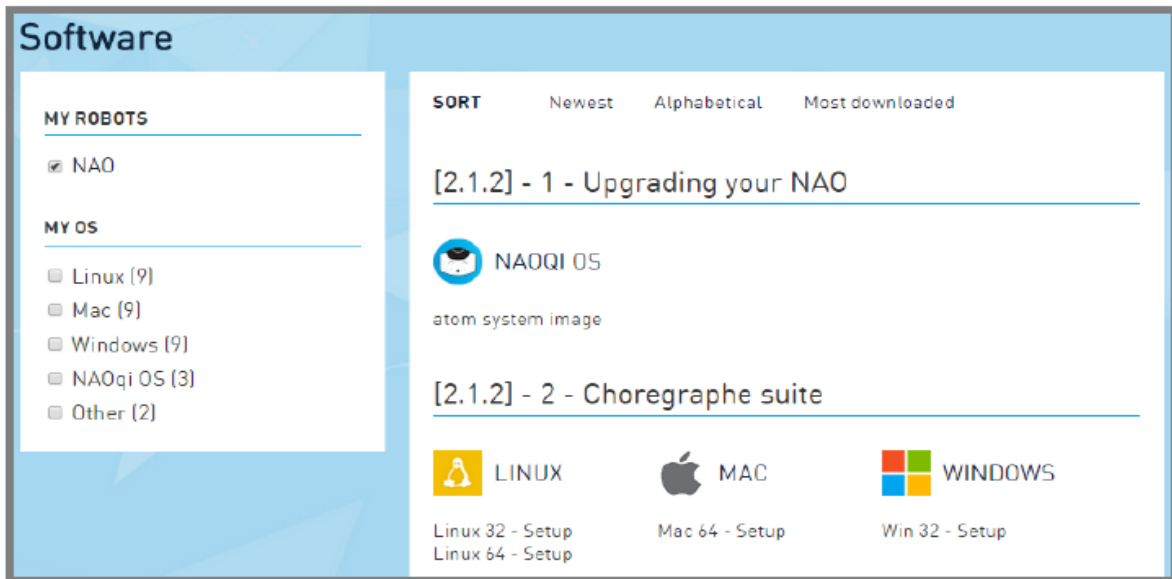 Software
MY ROBOTS
NAO
MY OS
Linux (9)
Mac (9)
Windows (9)
NAOqi OS (3)
Other (2)
SORT Newest Alphabetical Most downloaded
[2.1.2] - 1 - Upgrading your NAO
NAOQI OS
atom system image
[2.1.2] - 2 - Choregraphe suite
LINUX MAC WINDOWS
Linux 32 - Setup Mac 64 - Setup Win 32 - Setup
Linux 64 - Setup